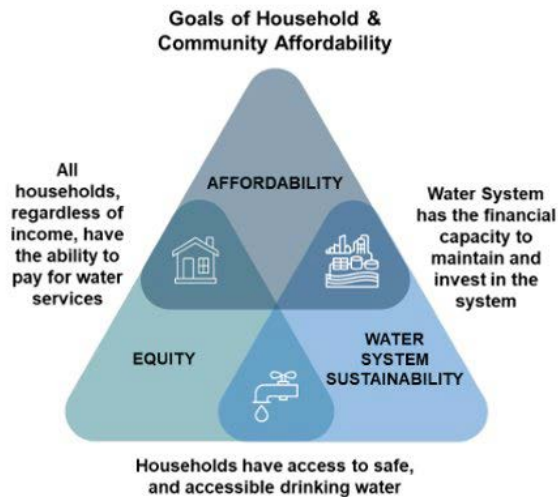 Goals of Household &
Community Affordability
AFFORDABILITY
All
households,
regardless of
income, have
the ability to
pay for water
services
Water System
has the financial
capacity to
maintain and
invest in the
system
EQUITY
WATER
SYSTEM
SUSTAINABILITY
Households have access to safe,
and accessible drinking water